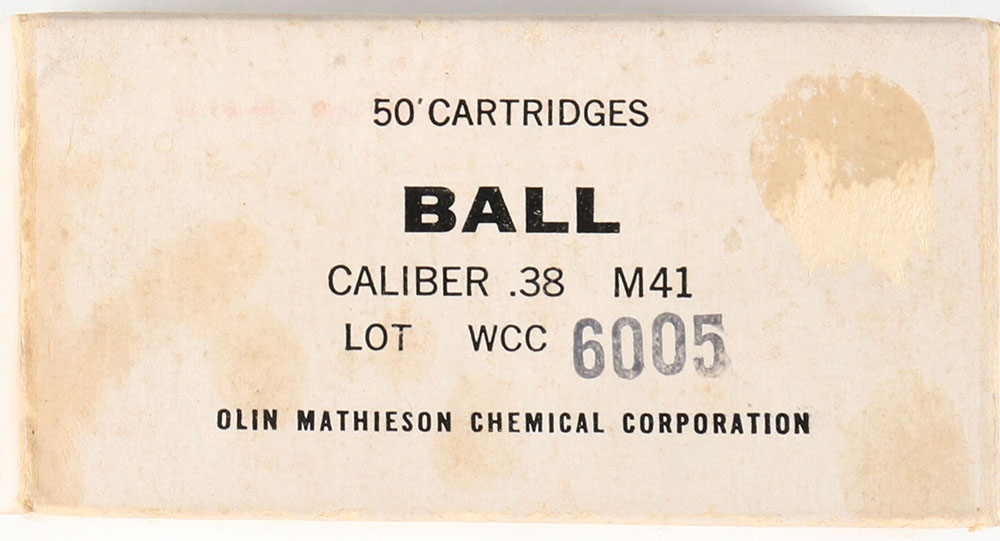 50 CARTRIDGES
BALL
CALIBER .38 M41
LOT WCC 6005
OLIN MATHIESON CHEMICAL CORPORATION